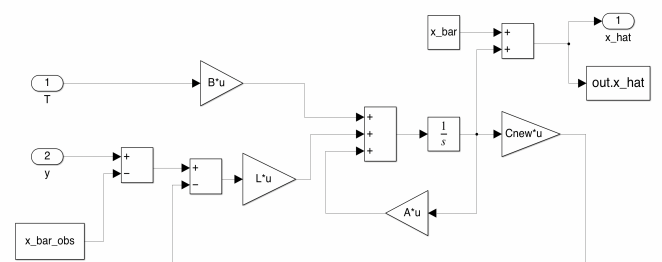 x_bar
+
+
1
x_hat
out.x_hat
1
T
B*u
+
+
+
1
s
Cnew*u
2
y
+
−
+
−
L*u
A*u
x_bar_obs